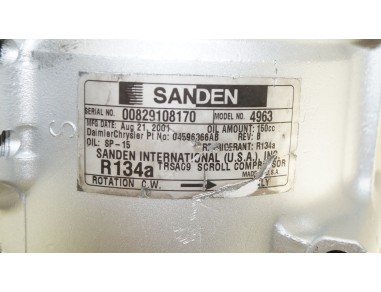 SANDEN
SERIAL NO. 00829108170 MODEL NO. 4963
MFG DATE: Aug 21, 2001 OIL AMOUNT: 150cc
DaimlerChrysler Pt No: 04596366AB REV: B
OIL: SP-15 REFRIGERANT: R134a
SANDEN INTERNATIONAL (U.S.A.), INC.
R134a TRSA09 SCROLL COMPRESSOR
MADE IN U.S.A.
ROTATION C.W.